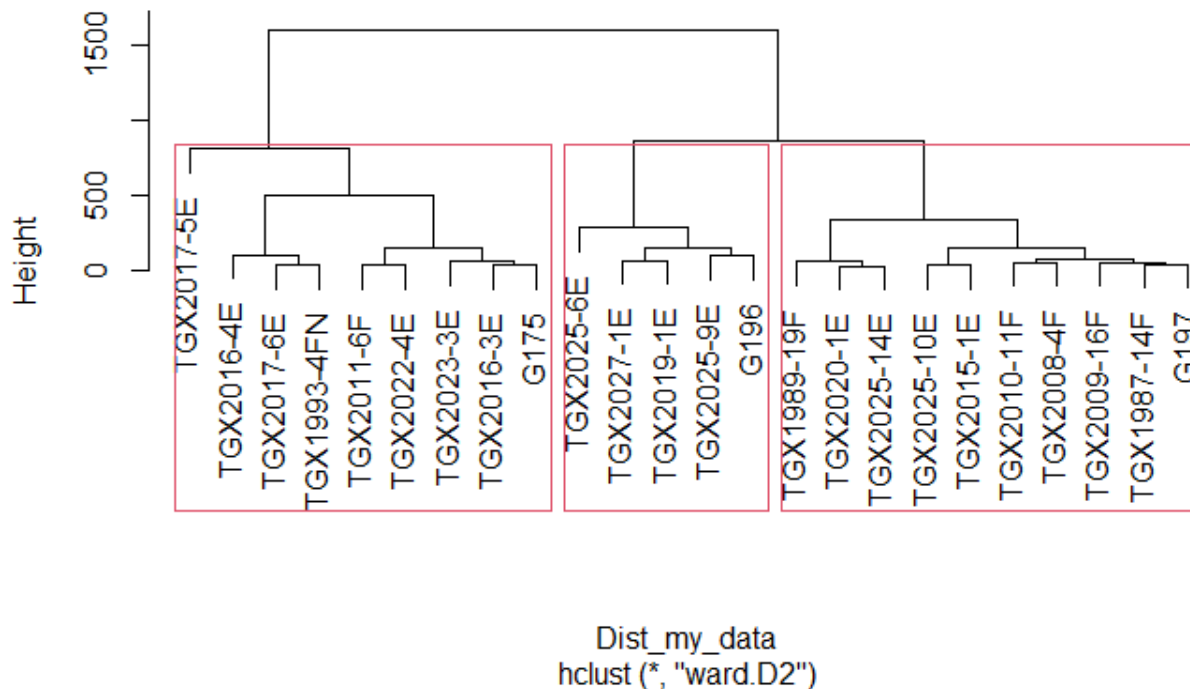 Height
1500
500
0
TGX2017-5E
TGX2016-4E
TGX2017-6E
TGX1993-4FN
TGX2011-6F
TGX2022-4E
TGX2023-3E
TGX2016-3E
G175
TGX2025-6E
TGX2027-1E
TGX2019-1E
TGX2025-9E
G196
TGX1989-19F
TGX2020-1E
TGX2025-14E
TGX2025-10E
TGX2015-1E
TGX2010-11F
TGX2008-4F
TGX2009-16F
TGX1987-14F
G197
Dist_my_data
hclust (*, "ward.D2")